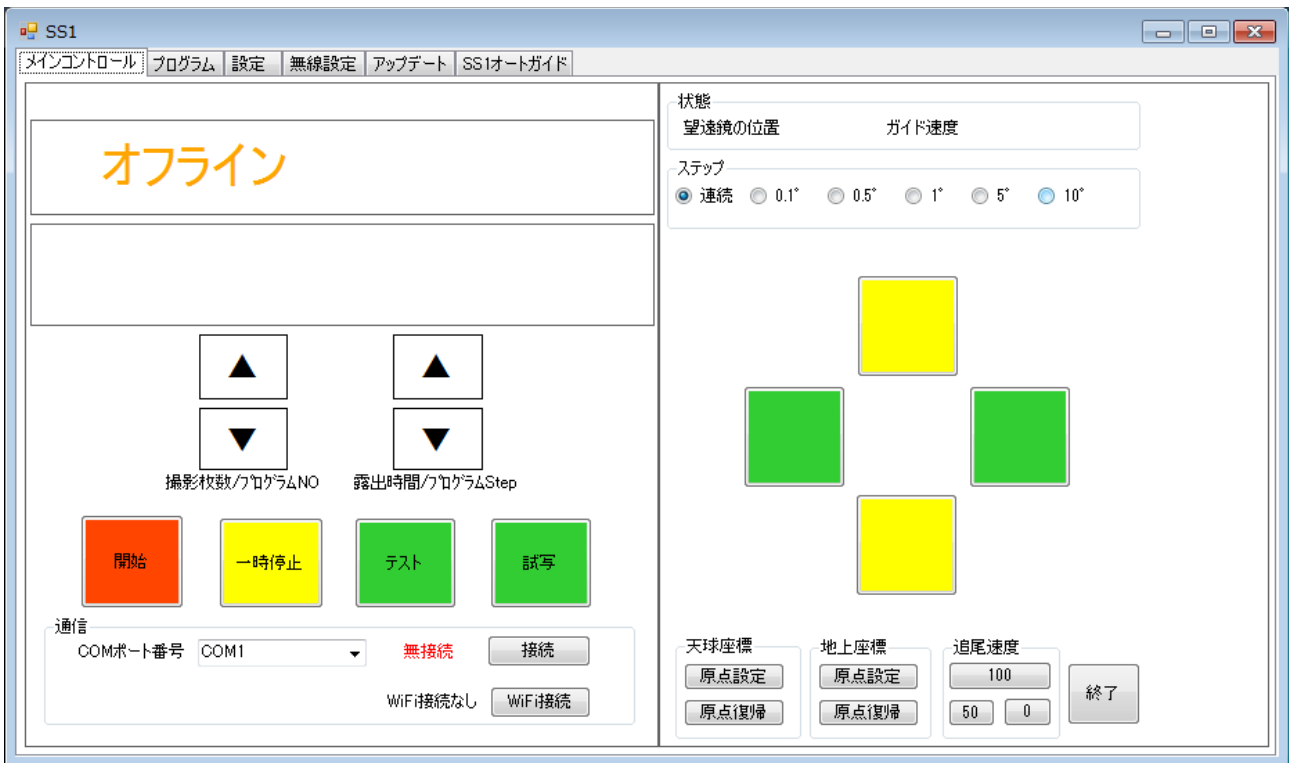 SS1
メインコントロール プログラム 設定 無線設定 アップデート SS1オートガイド
オフライン
▲ ▲
▼ ▼
撮影枚数/プログラムNO 露出時間/プログラムStep
開始 一時停止 テスト 試写
通信
COMポート番号 COM1 無接続 接続
WiFi接続なし WiFi接続
状態
望遠鏡の位置 ガイド速度
ステップ
連続 0.1° 0.5° 1° 5° 10°
天球座標 地上座標 追尾速度
原点設定 原点設定 100
原点復帰 原点復帰 50 0
終了